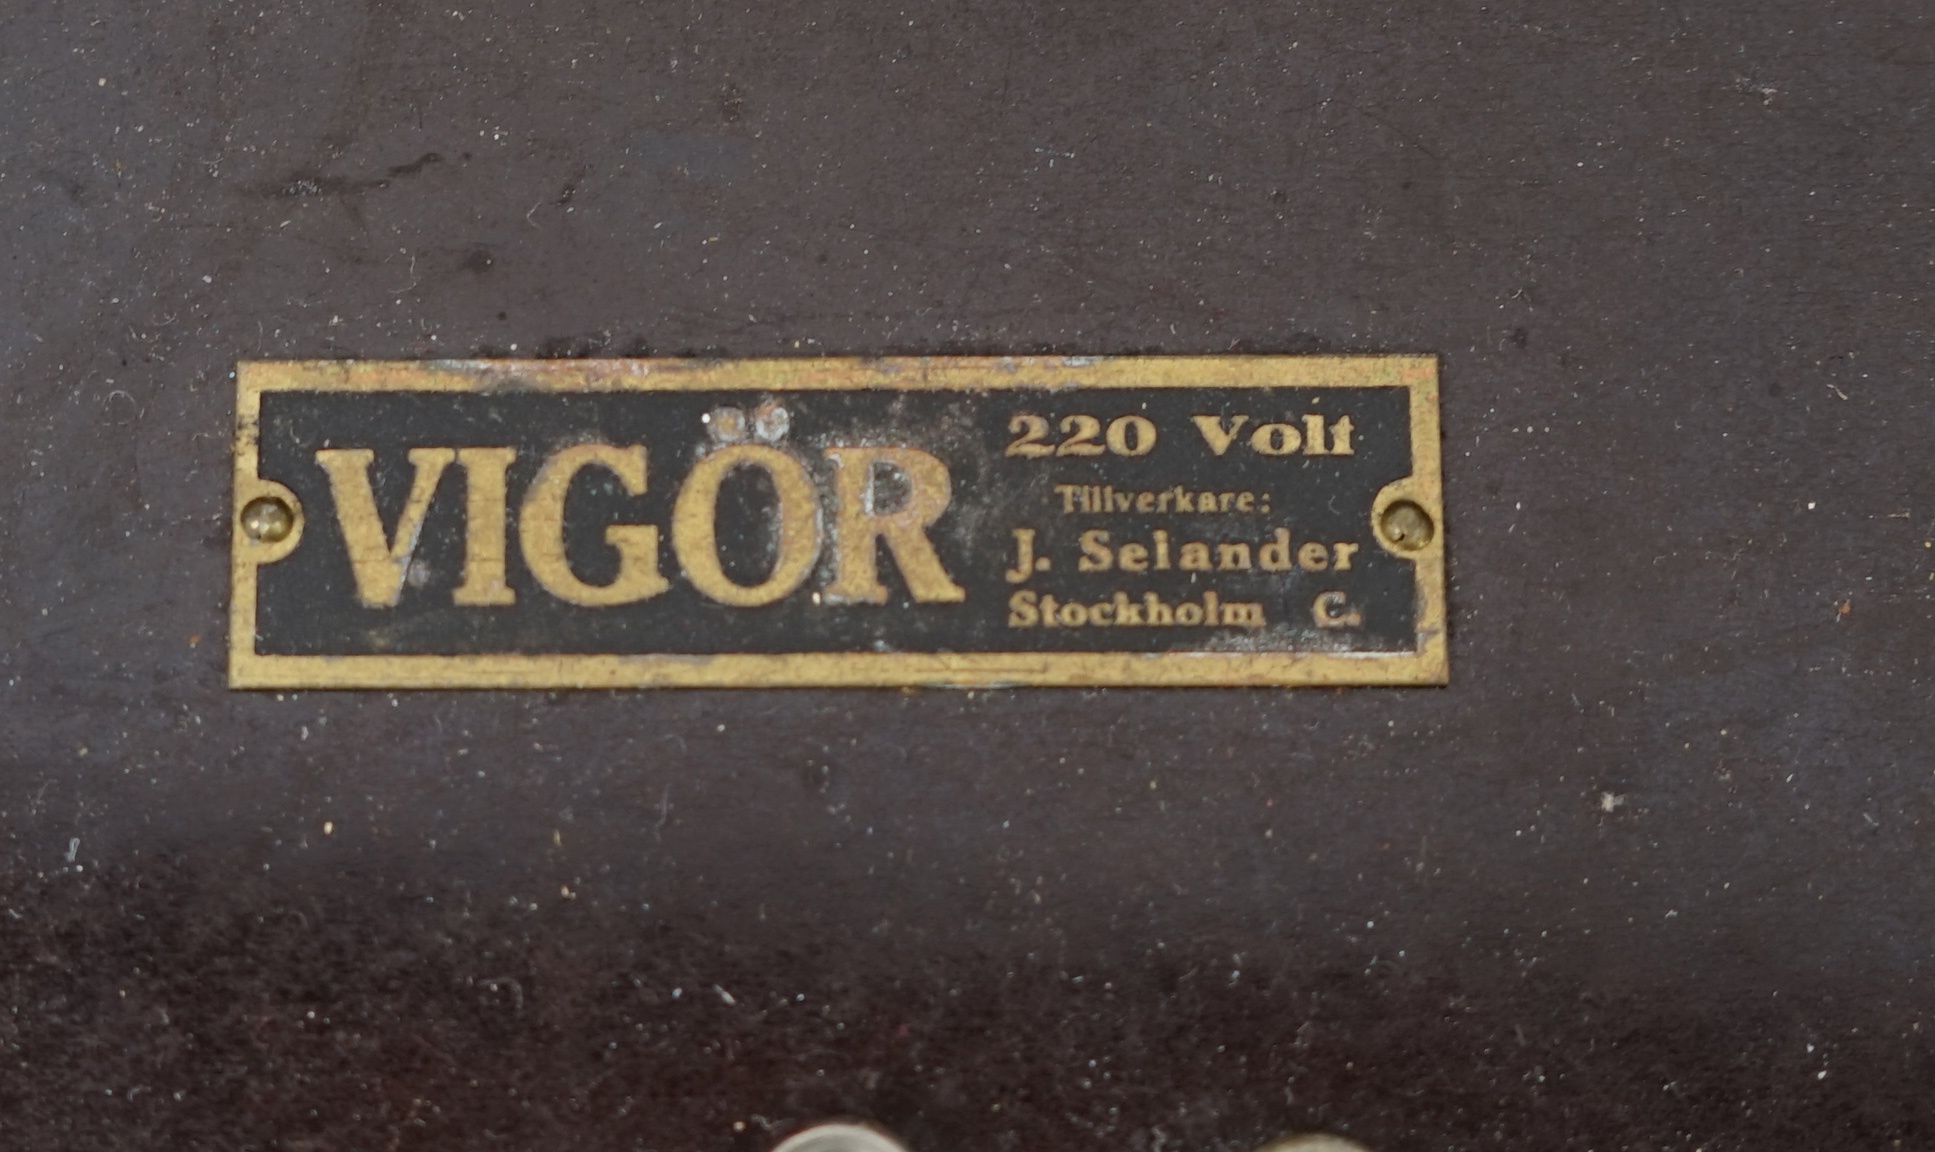 VIGÖR
220 Volt
Tillverkare:
J. Selander
Stockholm C.